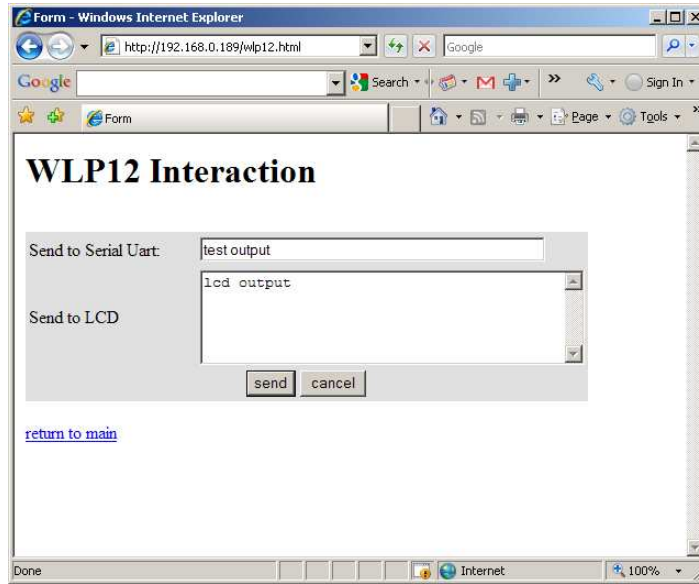 Form - Windows Internet Explorer
http://192.168.0.189/wlp12.html Google
Google Search » Sign In
Form Page Tools »
WLP12 Interaction
Send to Serial Uart: test output
lcd output
Send to LCD
send cancel
return to main
Done Internet 100%